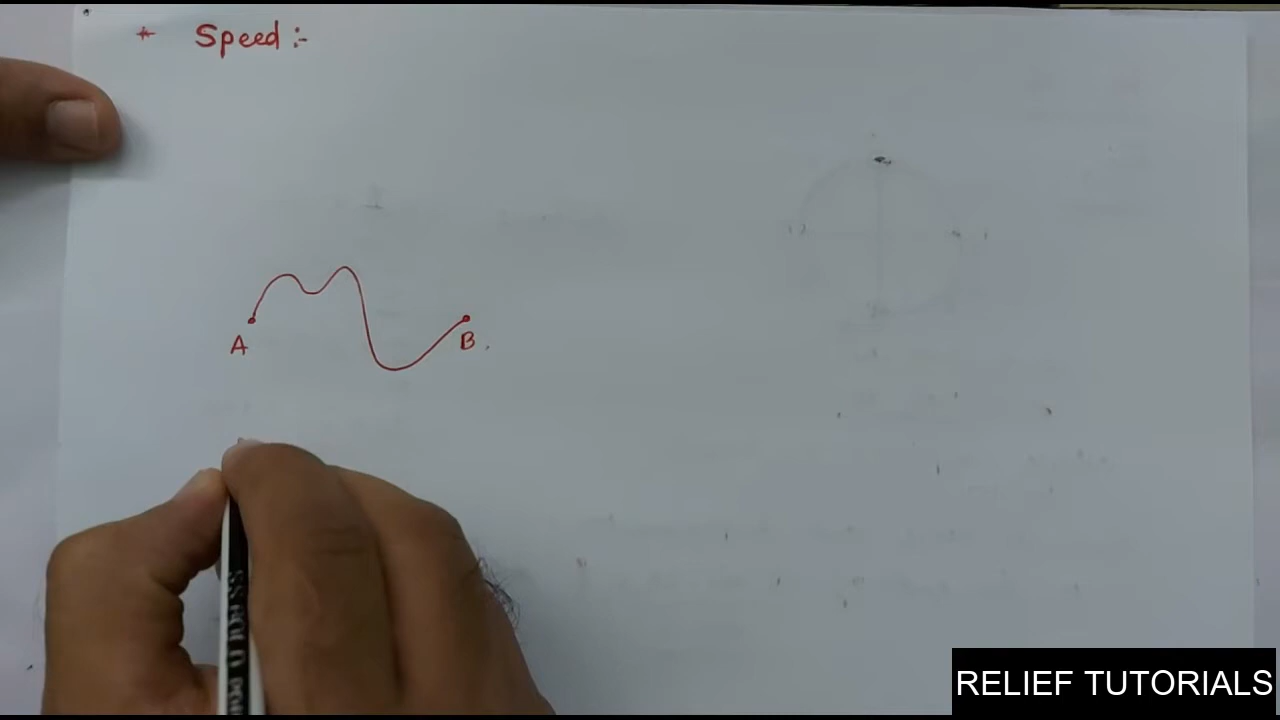 * Speed :-
A
B
RELIEF TUTORIALS